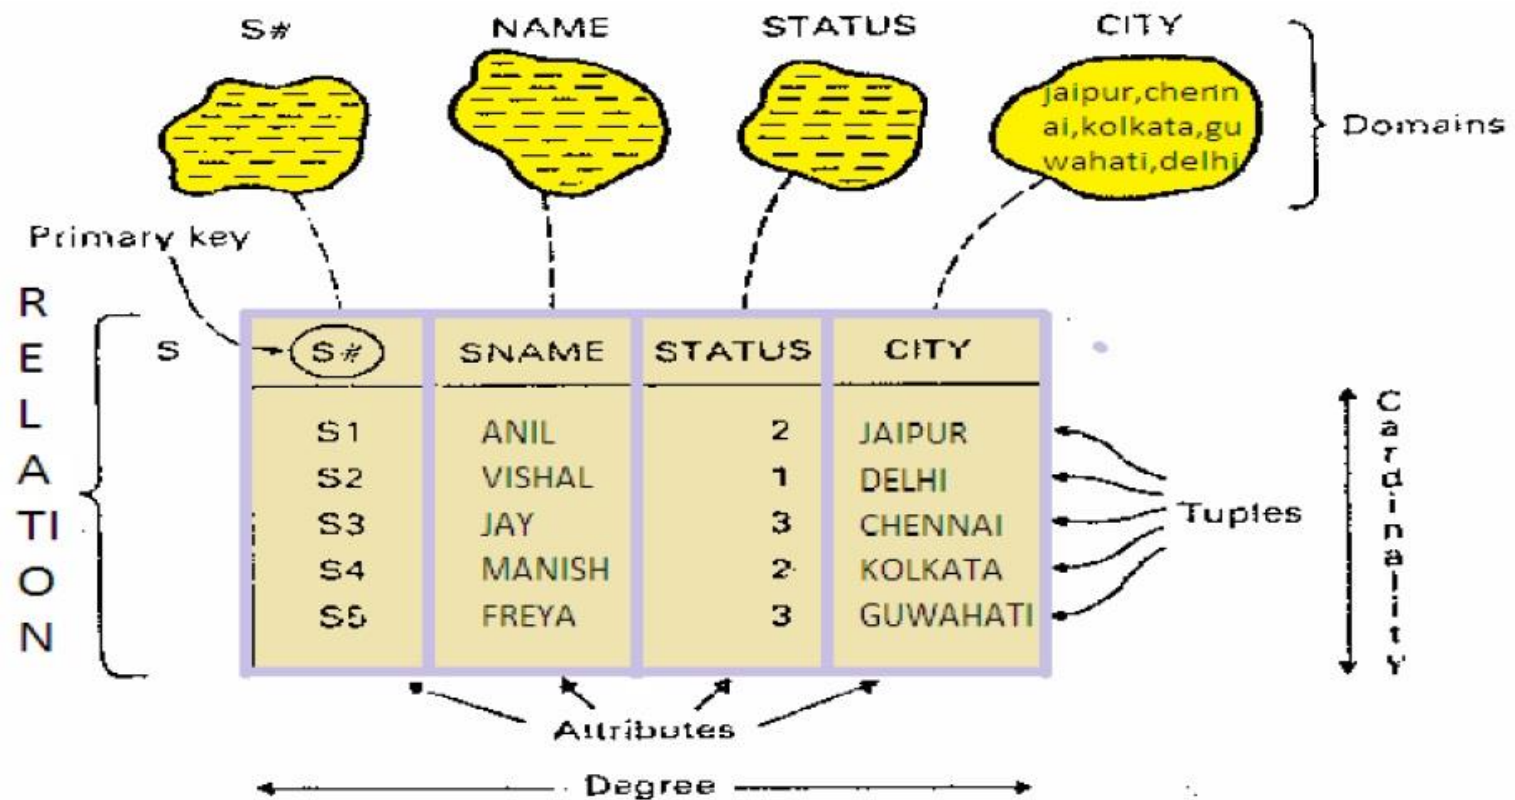 S# NAME STATUS CITY
jaipur,chenn
ai,kolkata,gu
wahati,delhi
Domains
Primary key
RELATION
S
S# SNAME STATUS CITY
S1 ANIL 2 JAIPUR
S2 VISHAL 1 DELHI
S3 JAY 3 CHENNAI
S4 MANISH 2 KOLKATA
S5 FREYA 3 GUWAHATI
Tuples
Cardinality
Attributes
Degree